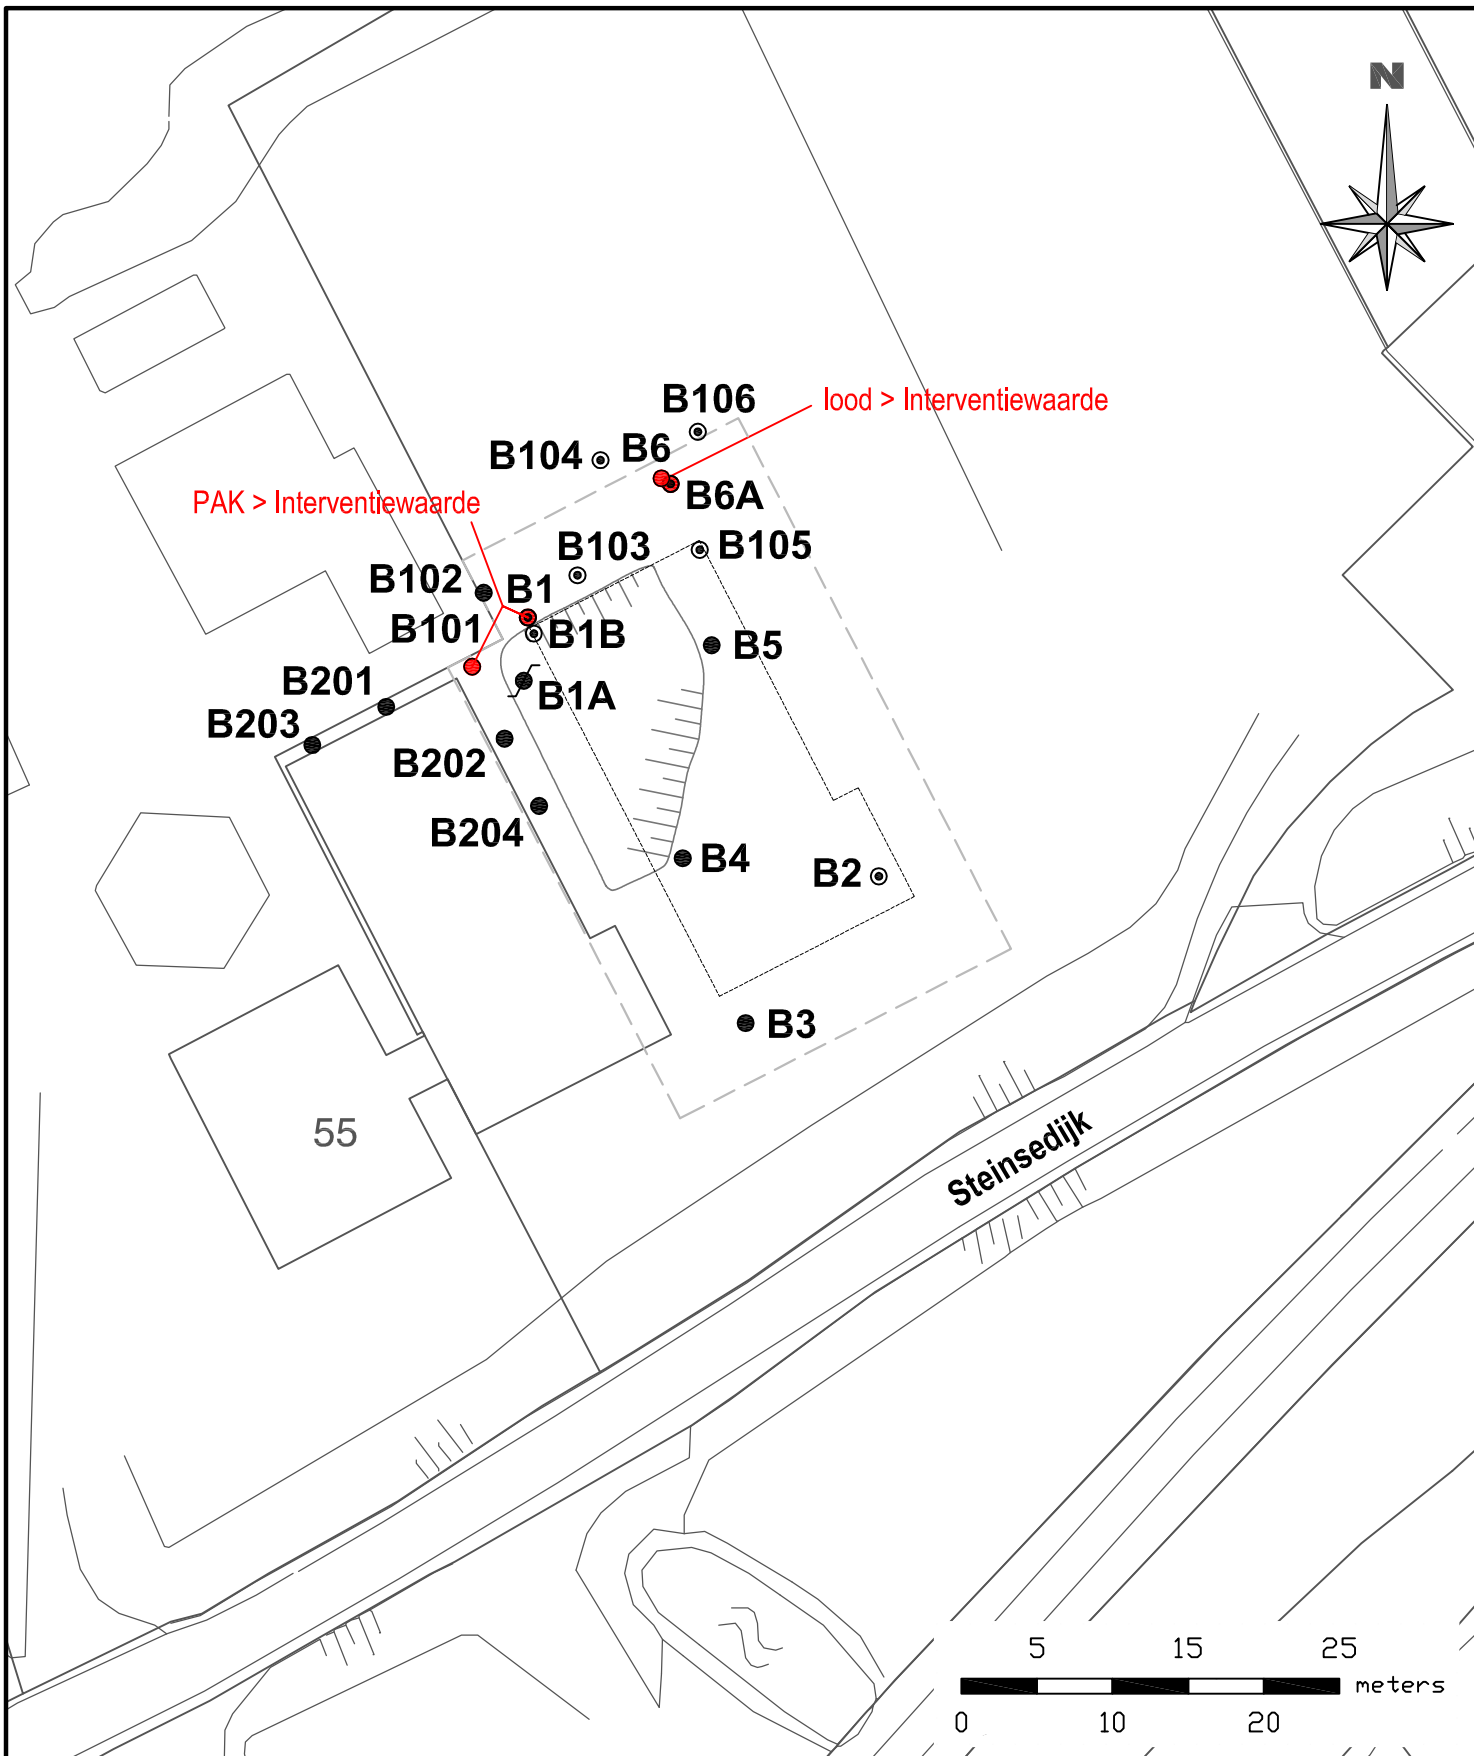 N
B106
lood > Interventiewaarde
B104
B6
B6A
PAK > Interventiewaarde
B105
B103
B102
B1
B101
B1B
B5
B201
B1A
B203
B202
B204
B4
B2
B3
55
Steinsedijk
5 15 25
meters
0 10 20